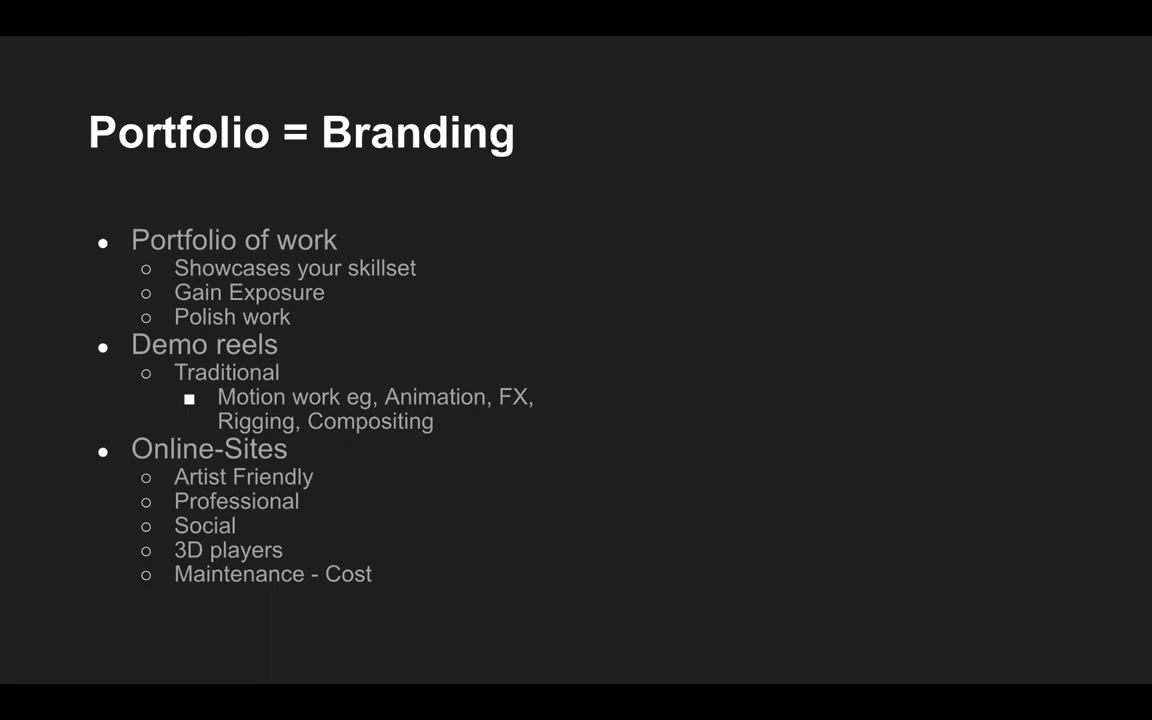 Portfolio = Branding
● Portfolio of work
○ Showcases your skillset
○ Gain Exposure
○ Polish work
● Demo reels
○ Traditional
■ Motion work eg, Animation, FX,
Rigging, Compositing
● Online-Sites
○ Artist Friendly
○ Professional
○ Social
○ 3D players
○ Maintenance - Cost